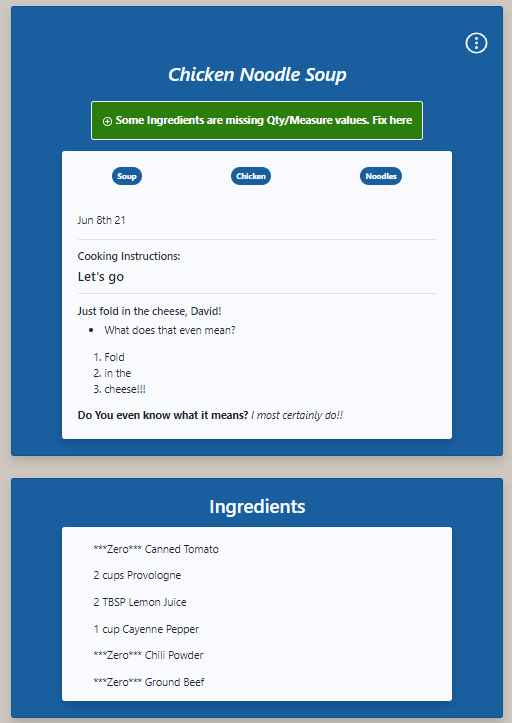 Chicken Noodle Soup
Some Ingredients are missing Qty/Measure values. Fix here
Soup Chicken Noodles
Jun 8th 21
Cooking Instructions:
Let's go
Just fold in the cheese, David!
• What does that even mean?
1. Fold
2. in the
3. cheese!!!
Do You even know what it means? I most certainly do!!
Ingredients
***Zero*** Canned Tomato
2 cups Provologne
2 TBSP Lemon Juice
1 cup Cayenne Pepper
***Zero*** Chili Powder
***Zero*** Ground Beef